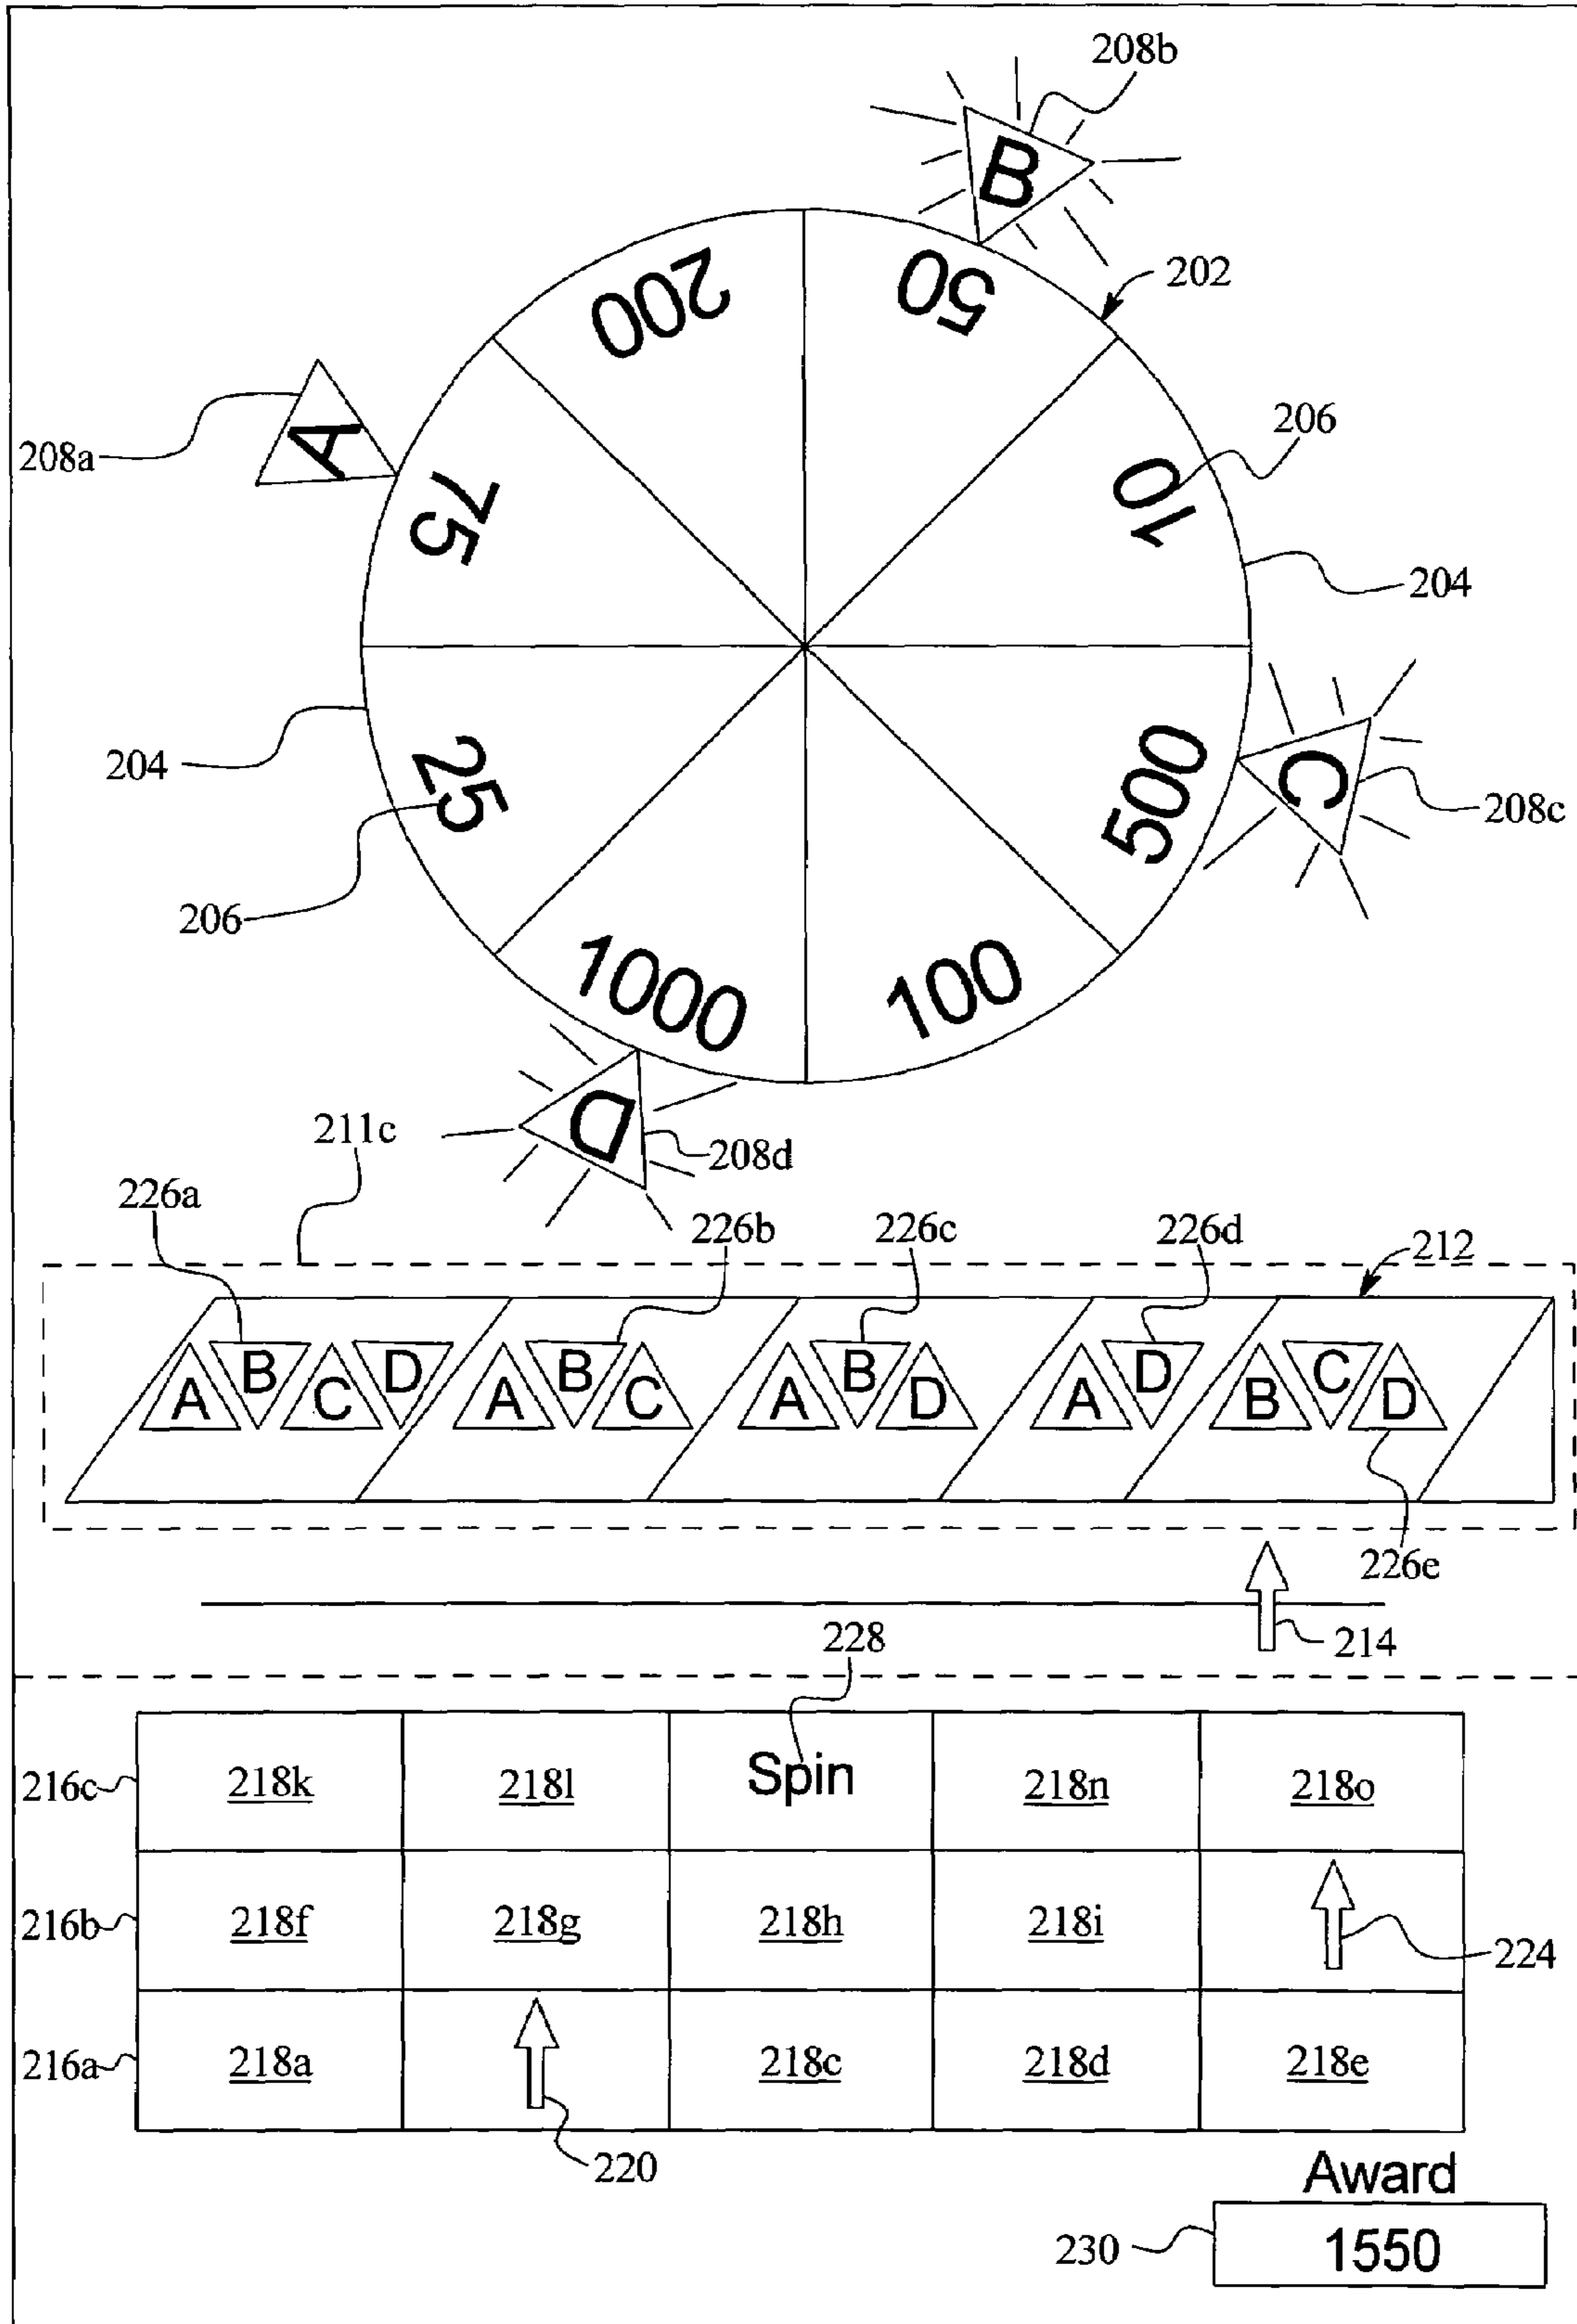 208b
B
202
200
50
A
208a
206
10
75
204
204
25
500
C
208c
206
1000
100
D
208d
211c
226a
226b
226c
226d
212
A B C D A B C A B D A D B C D
226e
214
228
216c 218k 218l Spin 218n 218o
216b 218f 218g 218h 218i
224
216a 218a 218c 218d 218e
220
Award
230 1550